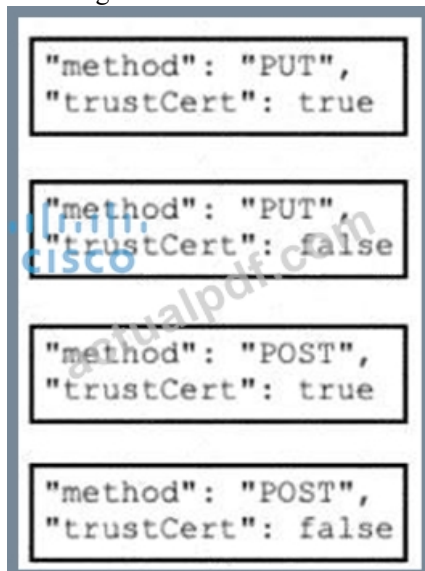 "method": "PUT",
"trustCert": true
"method": "PUT",
"trustCert": false
CISCO
actualpdf.com
"method": "POST",
"trustCert": true
"method": "POST",
"trustCert": false